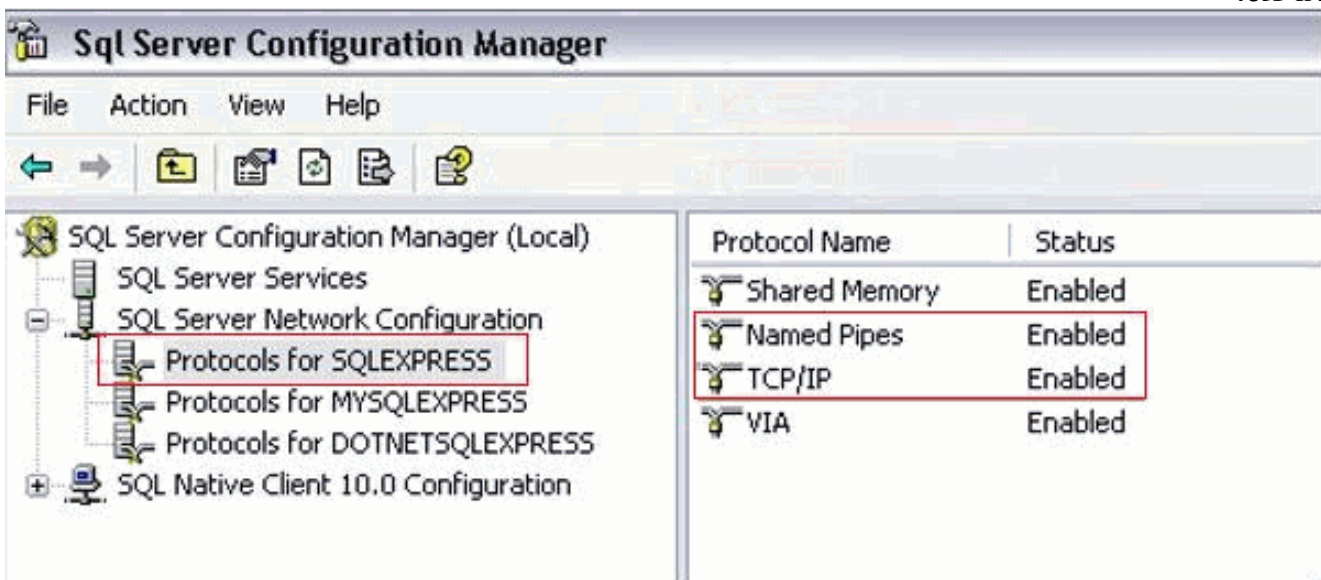 Sql Server Configuration Manager
File Action View Help
SQL Server Configuration Manager (Local)
SQL Server Services
SQL Server Network Configuration
Protocols for SQLEXPRESS
Protocols for MYSQLEXPRESS
Protocols for DOTNETSQLEXPRESS
SQL Native Client 10.0 Configuration
Protocol Name Status
Shared Memory Enabled
Named Pipes Enabled
TCP/IP Enabled
VIA Enabled